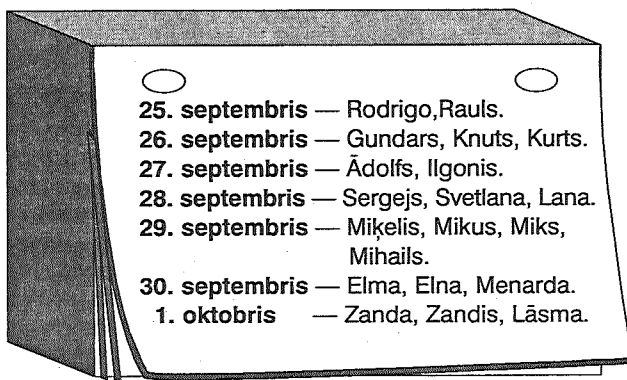 25. septembris — Rodrigo,Rauls.
26. septembris — Gundars, Knuts, Kurts.
27. septembris — Ādolfs, Ilgonis.
28. septembris — Sergejs, Svetlana, Lana.
29. septembris — Miķelis, Mikus, Miks,
Mihails.
30. septembris — Elma, Elna, Menarda.
1. oktobris — Zanda, Zandis, Lāsma.